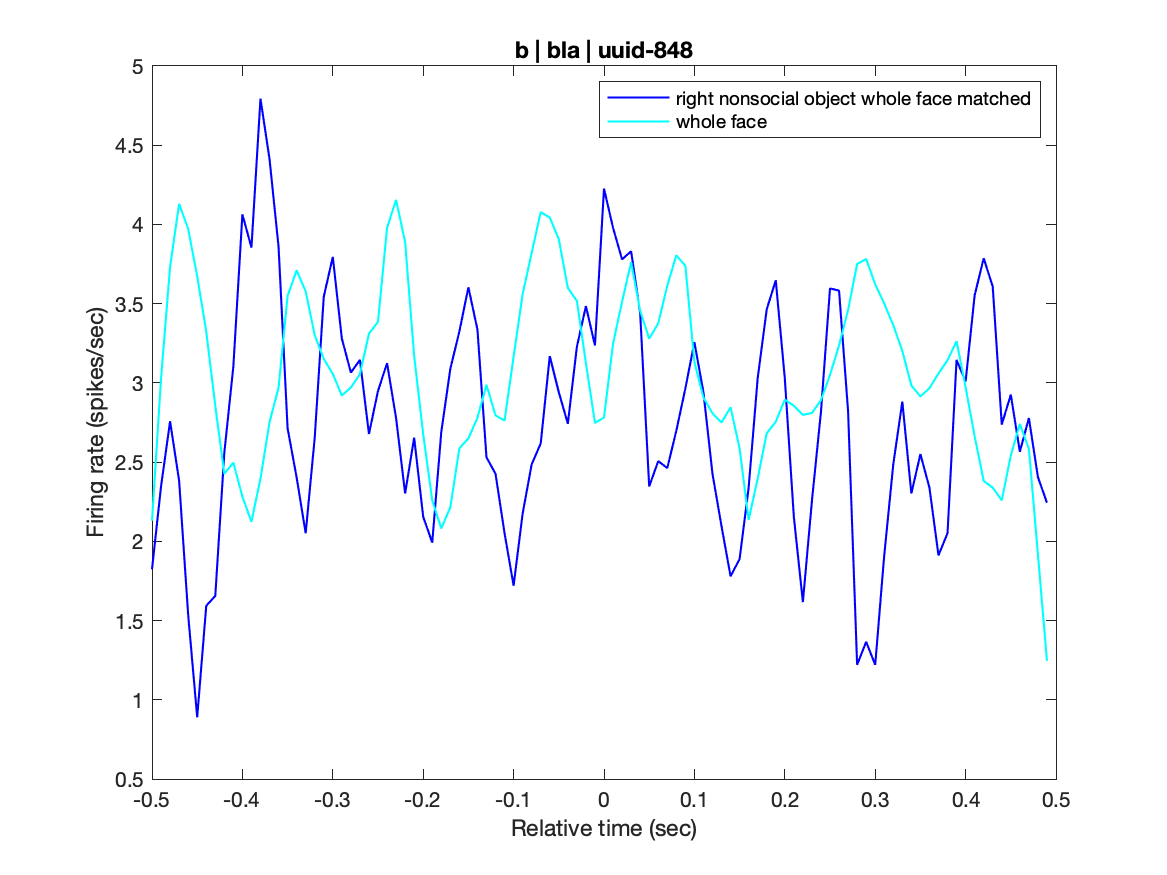 b | bla | uuid-848
right nonsocial object whole face matched
whole face
Firing rate (spikes/sec)
5
4.5
4
3.5
3
2.5
2
1.5
1
0.5
-0.5 -0.4 -0.3 -0.2 -0.1 0 0.1 0.2 0.3 0.4 0.5
Relative time (sec)